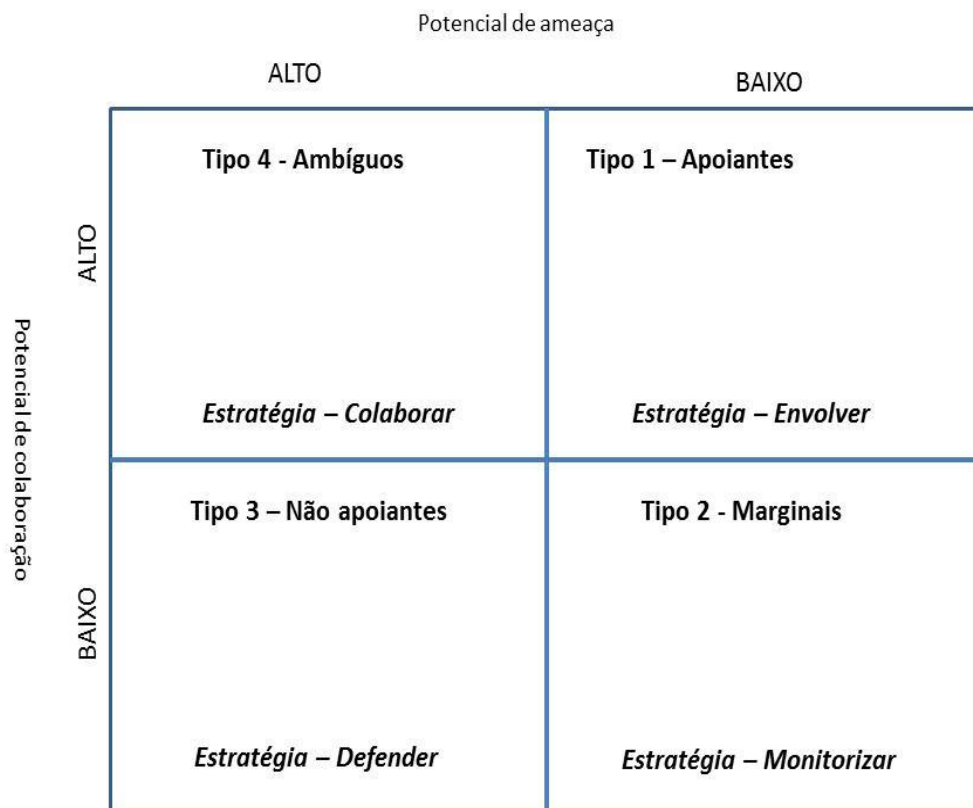 Potencial de ameaça
ALTO
BAIXO
Tipo 4 - Ambíguos
Tipo 1 – Apoiantes
ALTO
Estratégia – Colaborar
Estratégia – Envolver
Potencial de colaboração
Tipo 3 – Não apoiantes
Tipo 2 - Marginais
BAIXO
Estratégia – Defender
Estratégia – Monitorizar